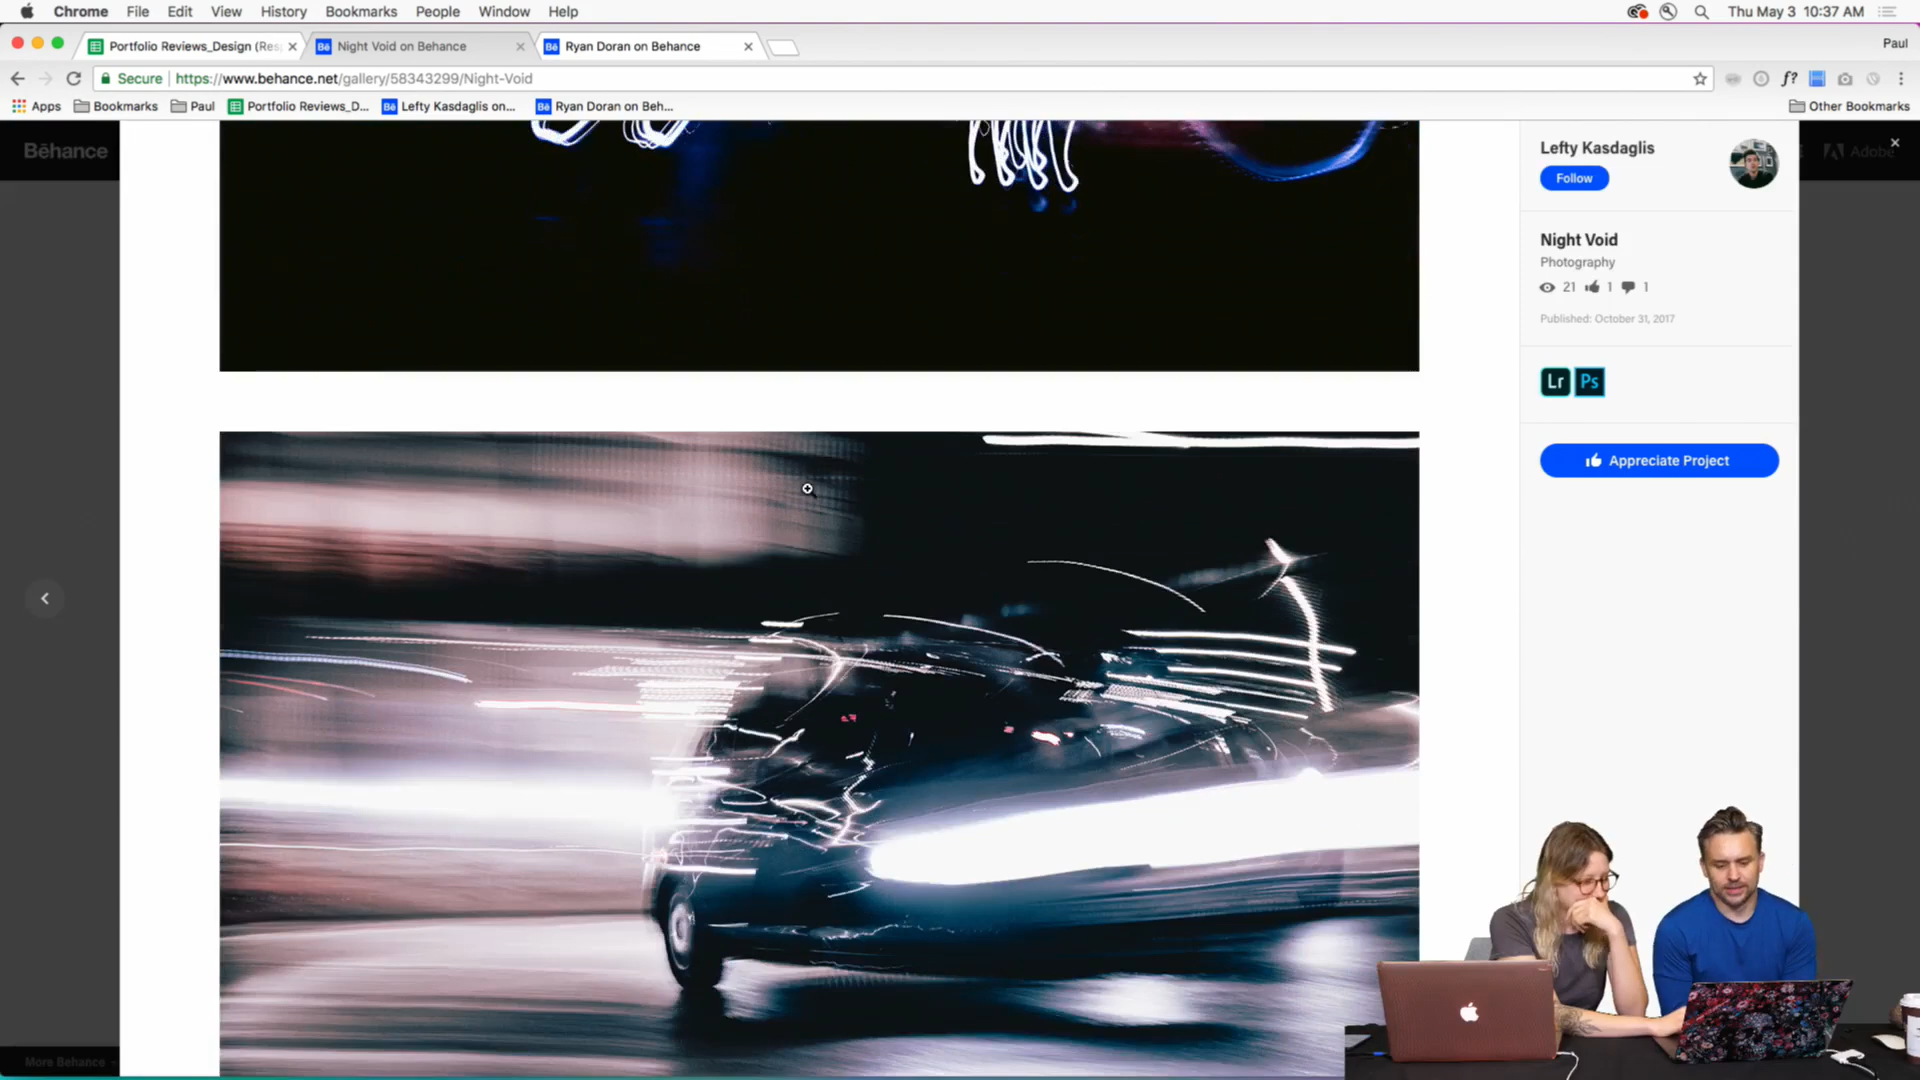 Chrome File Edit View History Bookmarks People Window Help Thu May 3 10:37 AM
Portfolio Reviews_Design (Res Night Void on Behance Ryan Doran on Behance Paul
Secure https://www.behance.net/gallery/58343299/Night-Void f?
Apps Bookmarks Paul Portfolio Reviews_D... Lefty Kasdaglis on... Ryan Doran on Beh... Other Bookmarks
Bēhance
Adobe
Lefty Kasdaglis
Follow
Night Void
Photography
21 1 1
Published: October 31, 2017
Lr Ps
Appreciate Project
More Behance